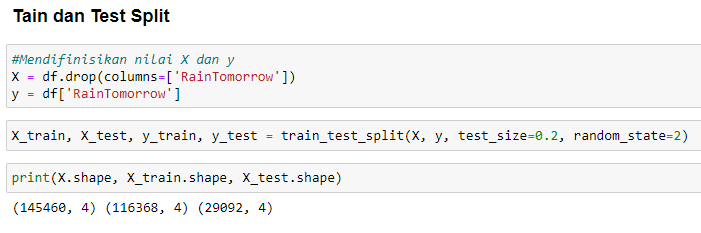 Tain dan Test Split
#Mendifinisikan nilai X dan y
X = df.drop(columns=['RainTomorrow'])
y = df['RainTomorrow']
X_train, X_test, y_train, y_test = train_test_split(X, y, test_size=0.2, random_state=2)
print(X.shape, X_train.shape, X_test.shape)
(145460, 4) (116368, 4) (29092, 4)